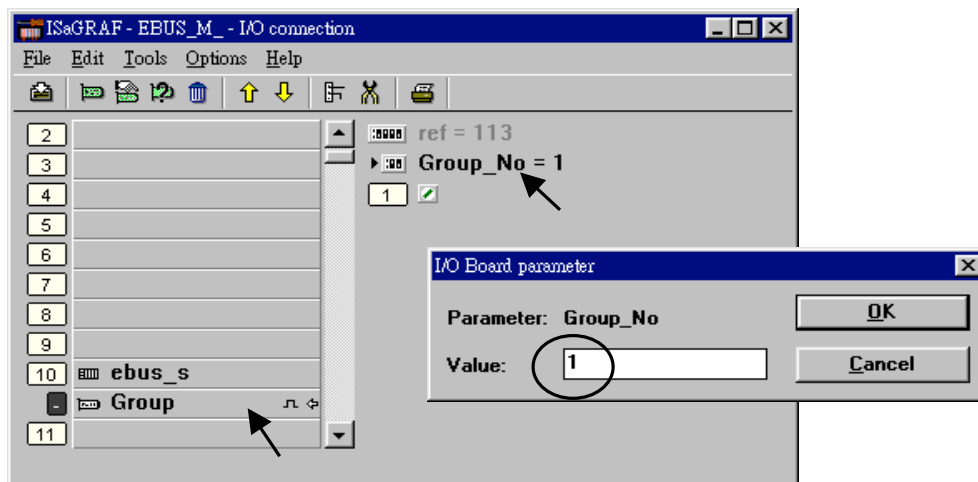 ISaGRAF - EBUS_M_ - I/O connection
File Edit Tools Options Help
2
3
4
5
6
7
8
9
10 ebus_s
- Group
11
ref = 113
Group_No = 1
1
I/O Board parameter
Parameter: Group_No
Value: 1
OK
Cancel